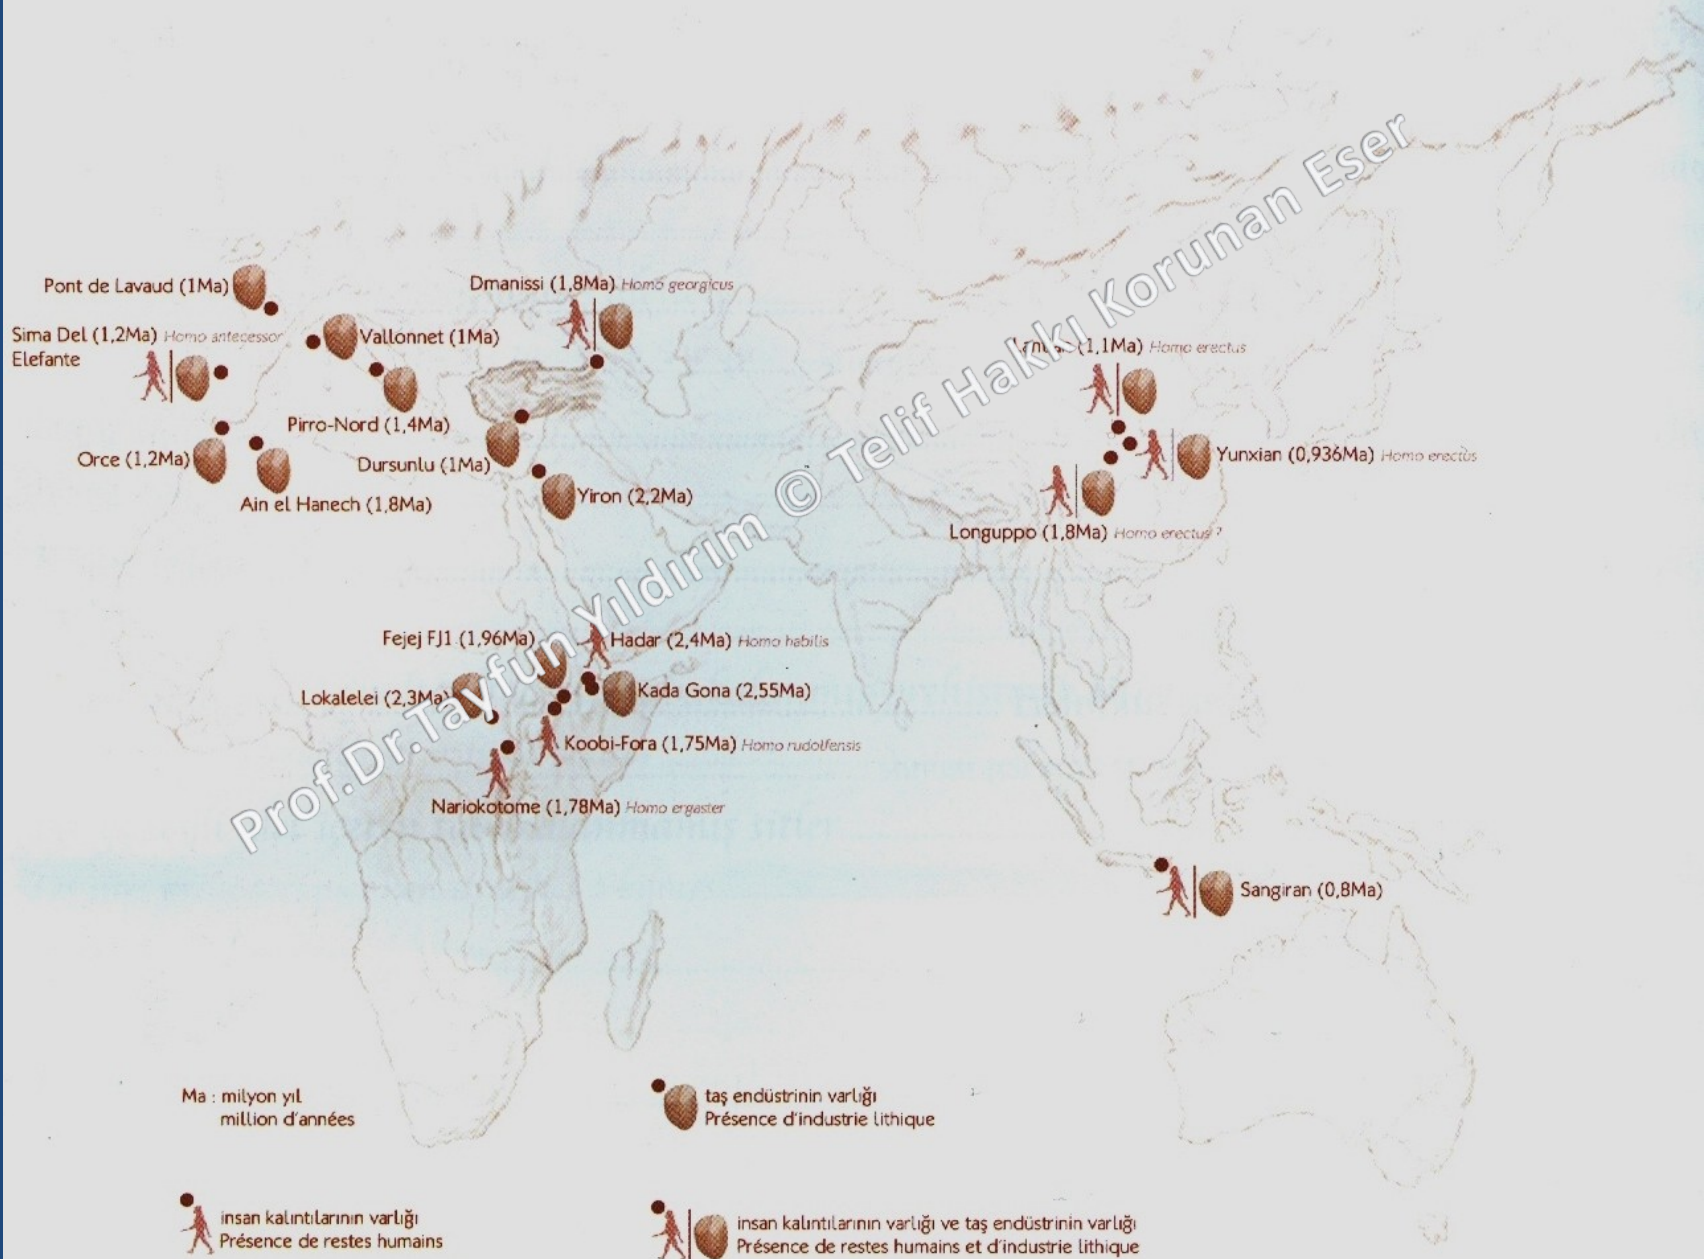 Pont de Lavaud (1Ma)
Dmanissi (1,8Ma) Homo georgicus
Sima Del (1,2Ma) Homo antecessor
Elefante
Vallonnet (1Ma)
(1,1Ma) Homo erectus
Pirro-Nord (1,4Ma)
Orce (1,2Ma)
Dursunlu (1Ma)
Yunxian (0,936Ma) Homo erectus
Ain el Hanech (1,8Ma)
Yiron (2,2Ma)
Longuppo (1,8Ma) Homo erectus ?
Fejej FJ1 (1,96Ma)
Hadar (2,4Ma) Homo habilis
Lokalelei (2,3Ma)
Kada Gona (2,55Ma)
Koobi-Fora (1,75Ma) Homo rudolfensis
Nariokotome (1,78Ma) Homo ergaster
Sangiran (0,8Ma)
Prof.Dr.Tayfun Yıldırım © Telif Hakkı Korunan Eser
Ma : milyon yıl
million d'années
taş endüstrinin varlığı
Présence d'industrie lithique
insan kalıntılarının varlığı
Présence de restes humains
insan kalıntılarının varlığı ve taş endüstrinin varlığı
Présence de restes humains et d'industrie lithique